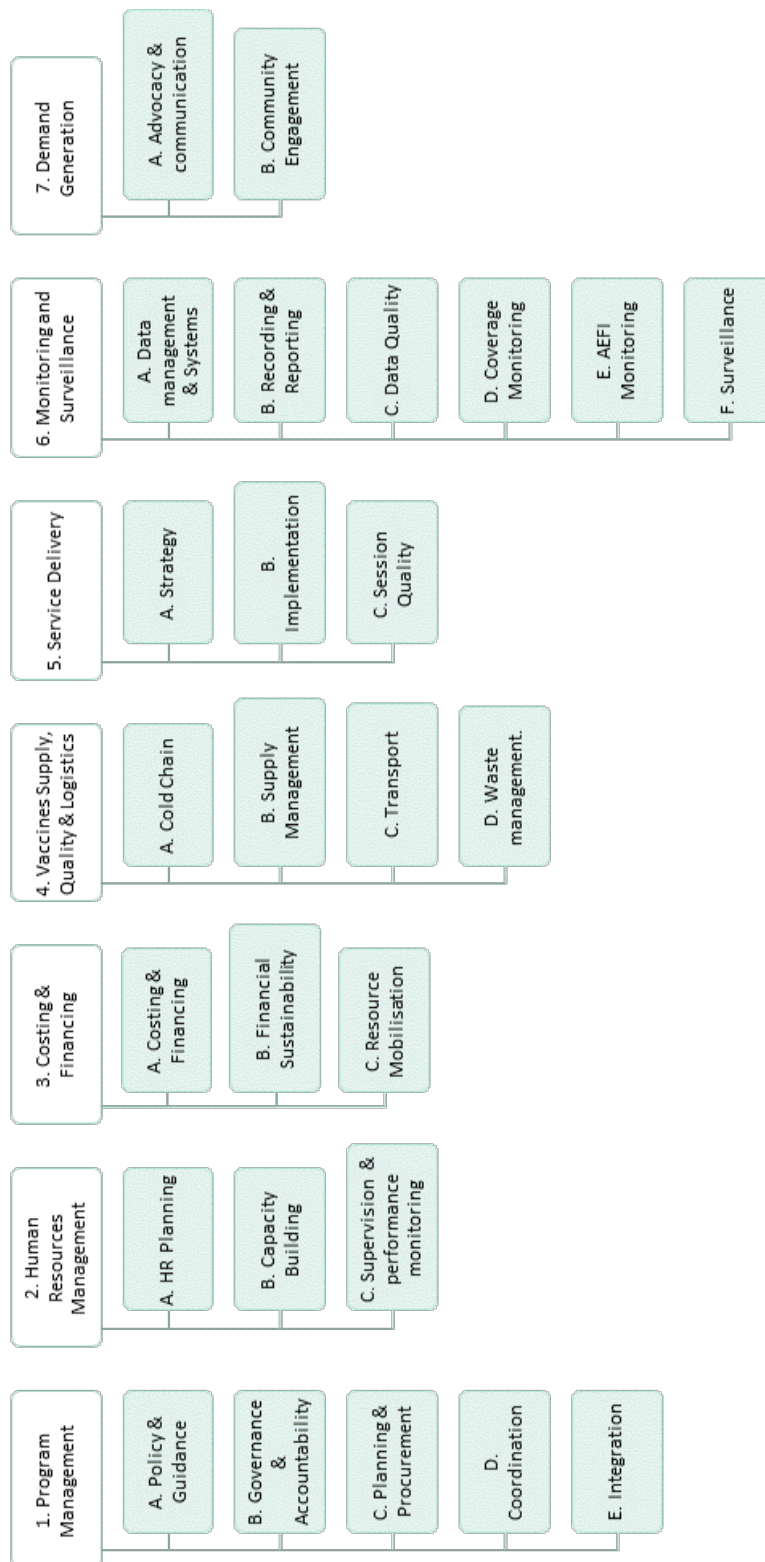 1. Program
Management
A. Policy &
Guidance
B. Governance
&
Accountability
C. Planning &
Procurement
D.
Coordination
E. Integration
2. Human
Resources
Management
A. HR Planning
B. Capacity
Building
C. Supervision &
performance
monitoring
3. Costing &
Financing
A. Costing &
Financing
B. Financial
Sustainability
C. Resource
Mobilisation
4. Vaccines Supply,
Quality & Logistics
A. Cold Chain
B. Supply
Management
C. Transport
D. Waste
management.
5. Service Delivery
A. Strategy
B.
Implementation
C. Session
Quality
6. Monitoring and
Surveillance
A. Data
management
& Systems
B. Recording &
Reporting
C. Data Quality
D. Coverage
Monitoring
E. AEFI
Monitoring
F. Surveillance
7. Demand
Generation
A. Advocacy &
communication
B. Community
Engagement